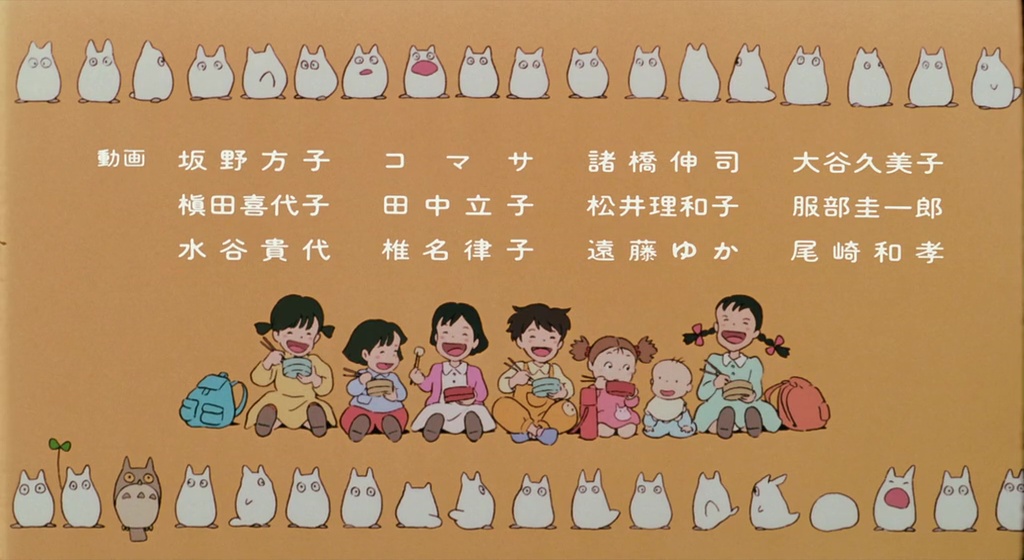 動画 坂野方子 コマサ 諸橋伸司 大谷久美子
槇田喜代子 田中立子 松井理和子 服部圭一郎
水谷貴代 椎名律子 遠藤ゆか 尾崎和孝